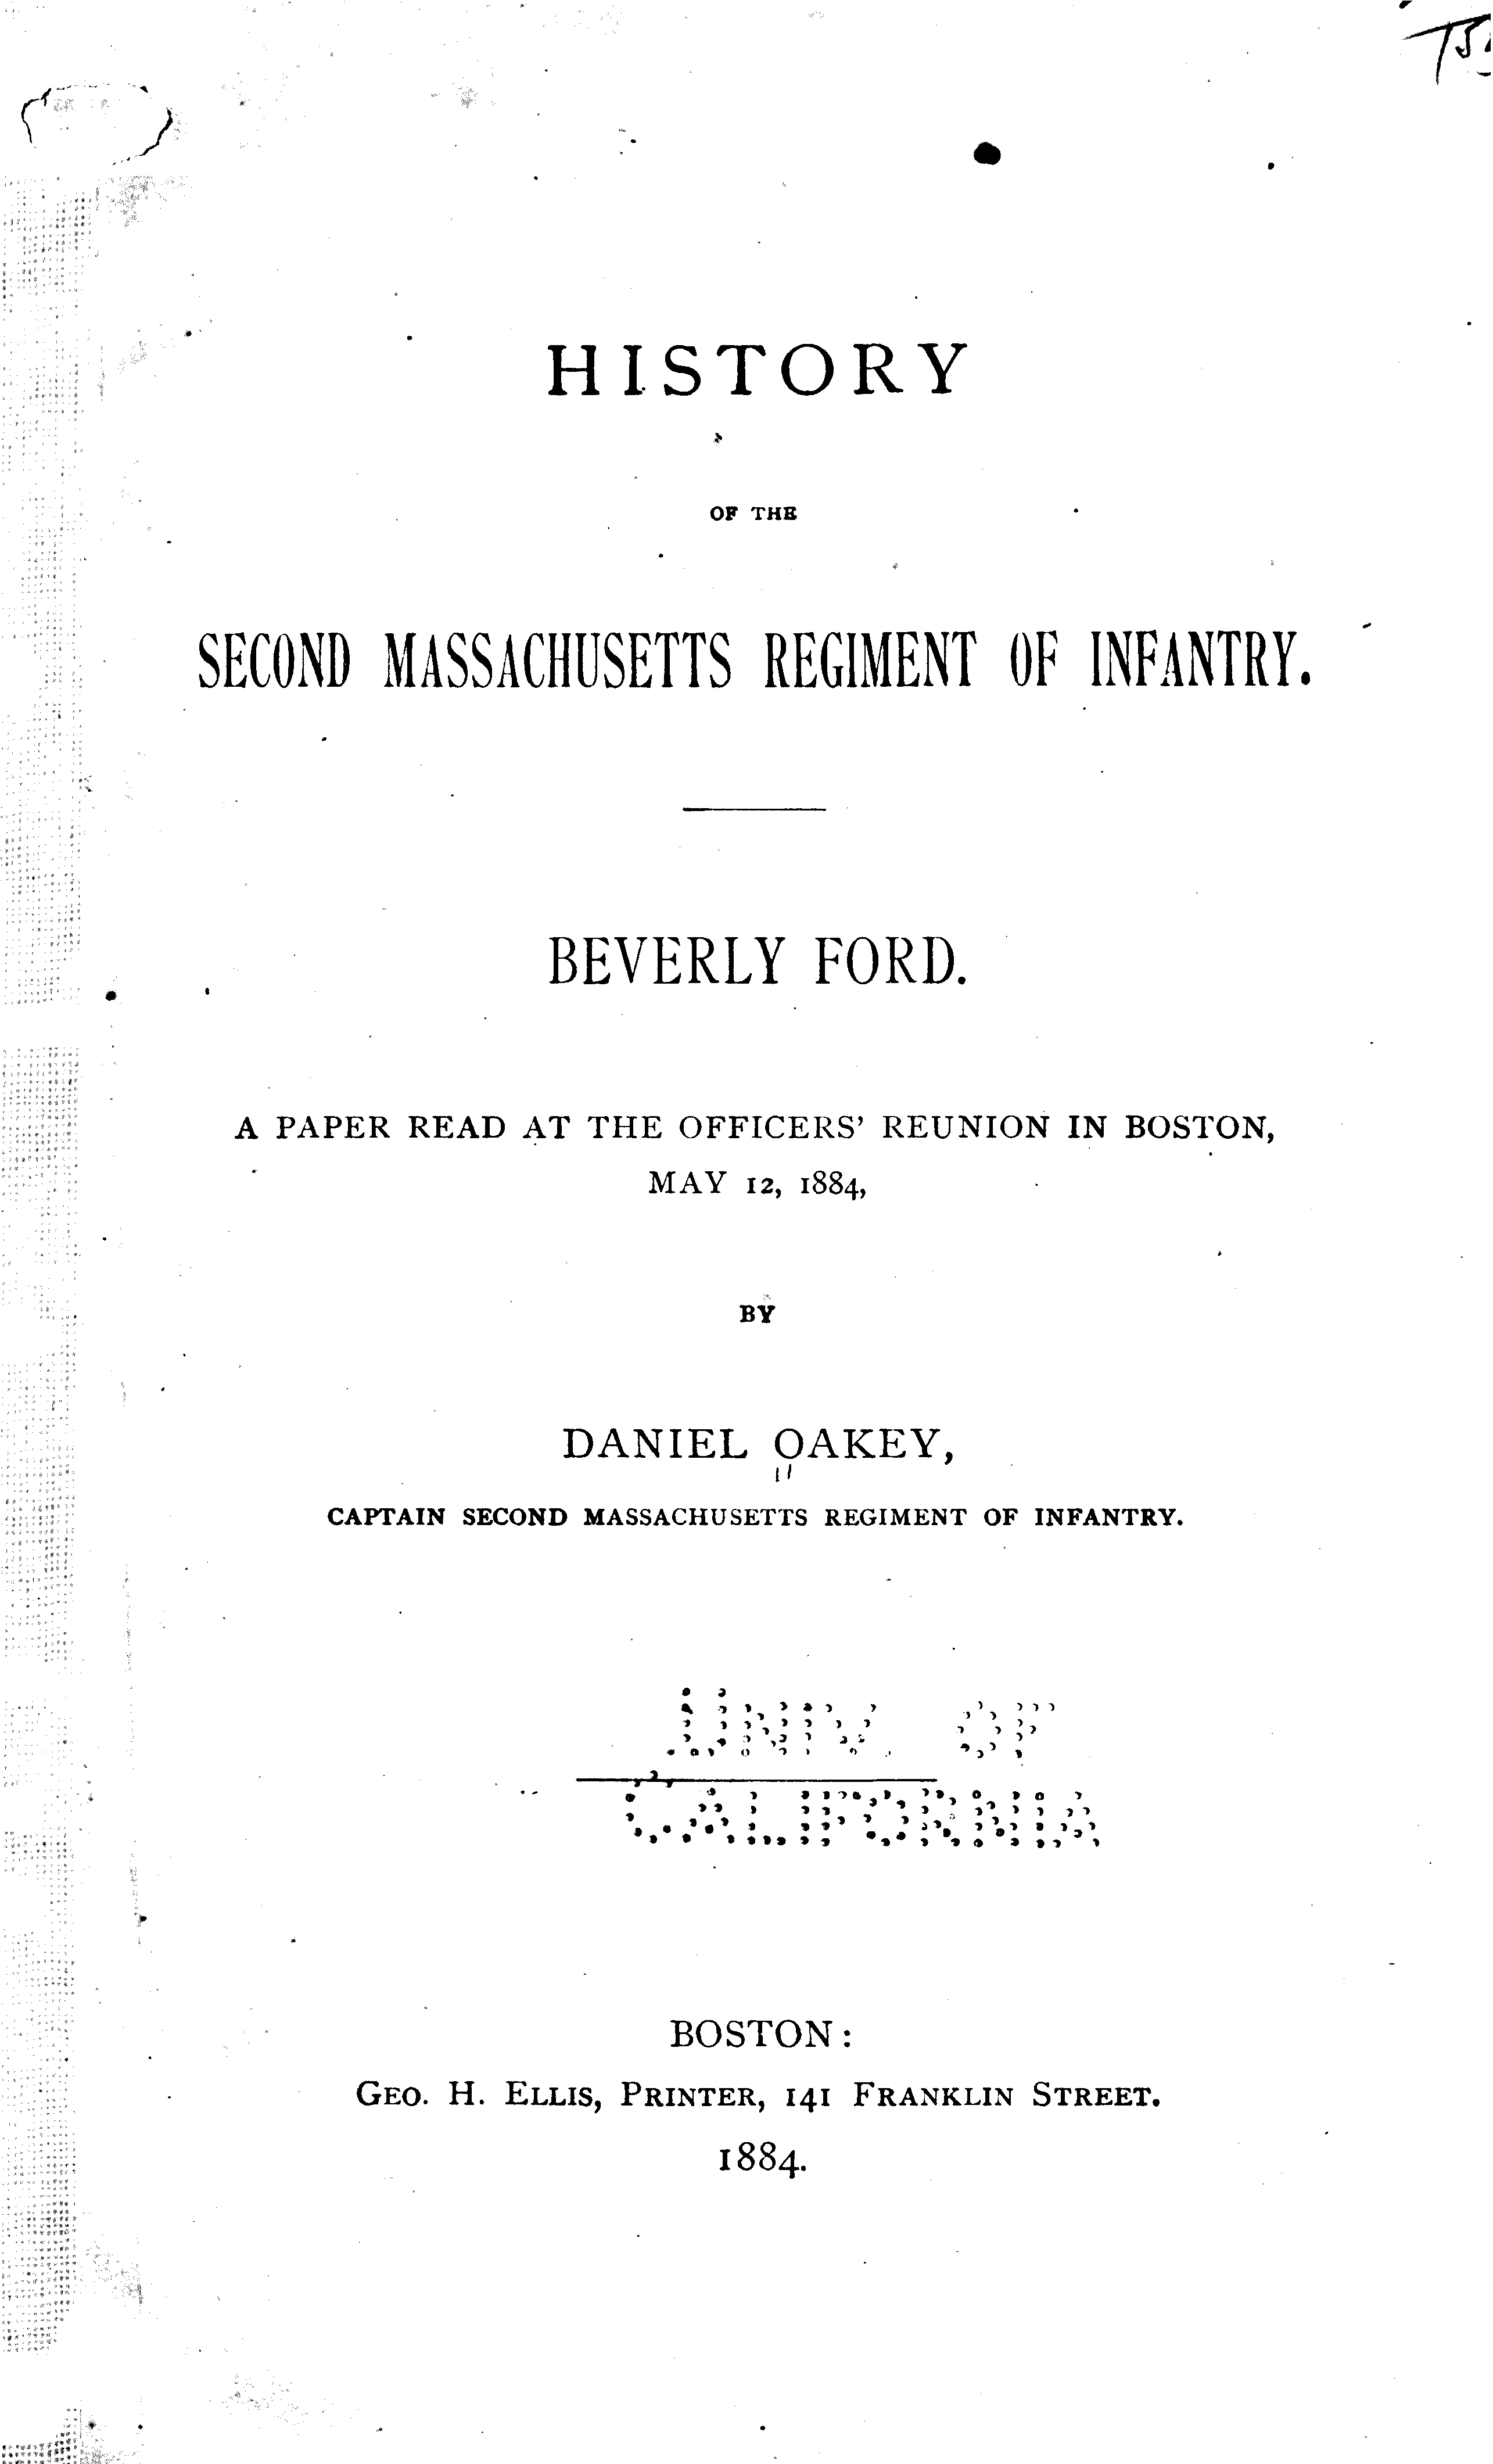 HISTORY
OF THE
SECOND MASSACHUSETTS REGIMENT OF INFANTRY.
BEVERLY FORD.
A PAPER READ AT THE OFFICERS' REUNION IN BOSTON,
MAY 12, 1884,
BY
DANIEL OAKEY,
CAPTAIN SECOND MASSACHUSETTS REGIMENT OF INFANTRY.
UNIV. OF
CALIFORNIA
BOSTON:
GEO. H. ELLIS, PRINTER, 141 FRANKLIN STREET.
1884.